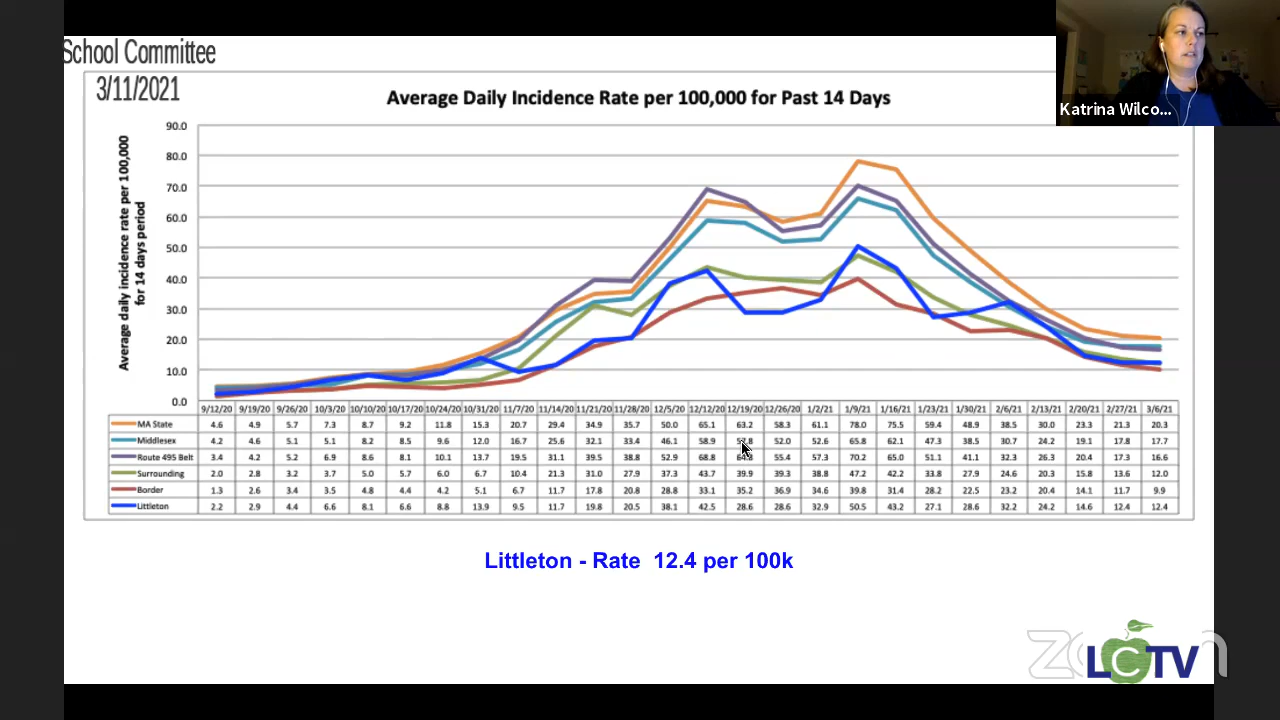 School Committee
3/11/2021
Katrina Wilco...
Average Daily Incidence Rate per 100,000 for Past 14 Days
Average daily incidence rate per 100,000
for 14 days period
90.0
80.0
70.0
60.0
50.0
40.0
30.0
20.0
10.0
0.0
9/12/20 9/19/20 9/26/20 10/3/20 10/10/20 10/17/20 10/24/20 10/31/20 11/7/20 11/14/20 11/21/20 11/28/20 12/5/20 12/12/20 12/19/20 12/26/20 1/2/21 1/9/21 1/16/21 1/23/21 1/30/21 2/6/21 2/13/21 2/20/21 2/27/21 3/6/21
MA State 4.6 4.9 5.7 7.3 8.7 9.2 11.8 15.3 20.7 29.4 34.9 35.7 50.0 65.1 63.2 58.3 61.1 78.0 75.5 59.4 48.9 38.5 30.0 23.3 21.3 20.3
Middlesex 4.2 4.6 5.1 5.1 8.2 8.5 9.6 12.0 16.7 25.6 32.1 33.4 46.1 58.9 52.0 52.6 65.8 62.1 47.3 38.5 30.7 24.2 19.1 17.8 17.7
Route 495 Belt 3.4 4.2 5.2 6.9 8.6 8.1 10.1 13.7 19.5 31.1 39.5 38.8 52.9 68.8 55.4 57.3 70.2 65.0 51.1 41.1 32.3 26.3 20.4 17.3 16.6
Surrounding 2.0 2.8 3.2 3.7 5.0 5.7 6.0 6.7 10.4 21.3 31.0 27.9 37.3 43.7 39.9 39.3 38.8 47.2 42.2 33.8 27.9 24.6 20.3 15.8 13.6 12.0
Border 1.3 2.6 3.4 3.5 4.8 4.4 4.2 5.1 6.7 11.7 17.8 20.8 28.8 33.1 35.2 36.9 34.6 39.8 31.4 28.2 22.5 23.2 20.4 14.1 11.7 9.9
Littleton 2.2 2.9 4.4 6.6 8.1 6.6 8.8 13.9 9.5 11.7 19.8 20.5 38.1 42.5 28.6 28.6 32.9 50.5 43.2 27.1 28.6 32.2 24.2 14.6 12.4 12.4
Littleton - Rate 12.4 per 100k
zoom
LCTV